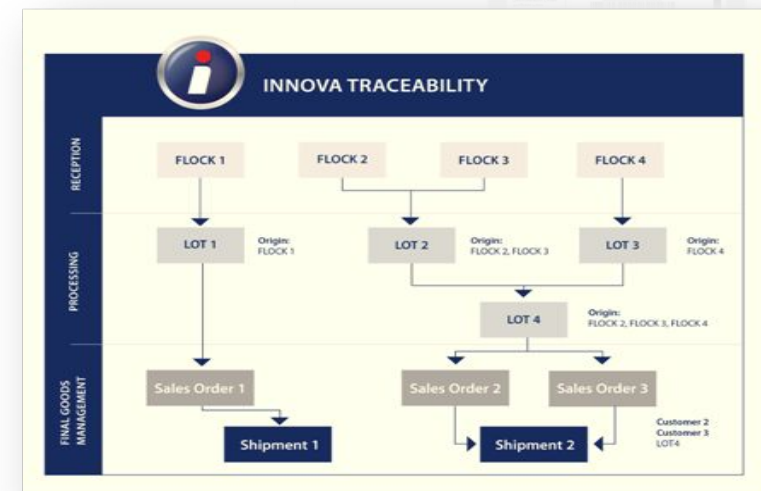 i
INNOVA TRACEABILITY
RECEPTION
FLOCK 1
FLOCK 2
FLOCK 3
FLOCK 4
PROCESSING
LOT 1
Origin:
FLOCK 1
LOT 2
Origin:
FLOCK 2, FLOCK 3
LOT 3
Origin:
FLOCK 4
LOT 4
Origin:
FLOCK 2, FLOCK 3, FLOCK 4
FINAL GOODS
MANAGEMENT
Sales Order 1
Sales Order 2
Sales Order 3
Shipment 1
Shipment 2
Customer 2
Customer 3
LOT4